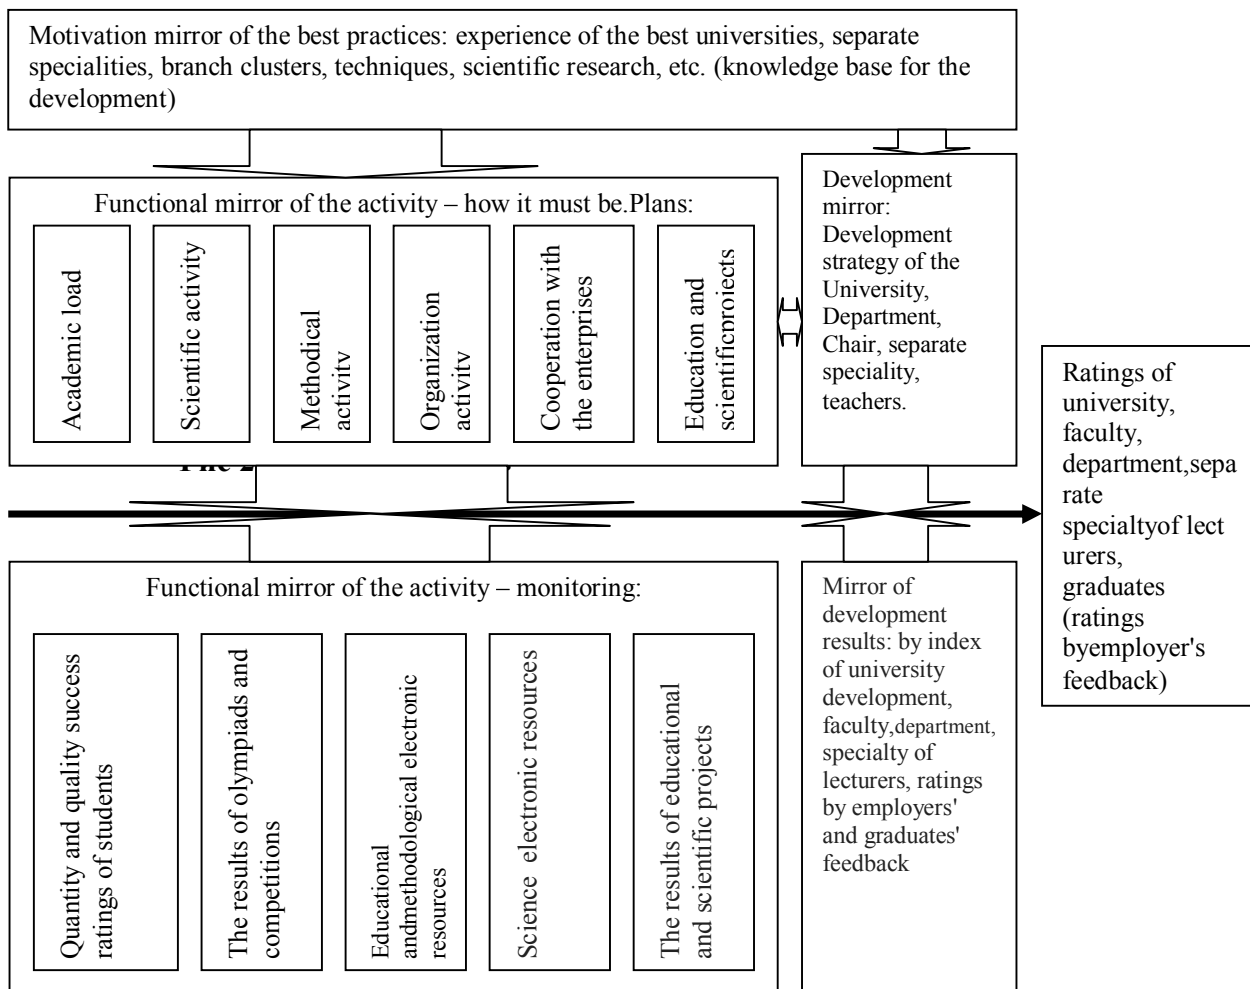 Motivation mirror of the best practices: experience of the best universities, separate
specialities, branch clusters, techniques, scientific research, etc. (knowledge base for the
development)
Functional mirror of the activity – how it must be.Plans:
Academic load
Scientific activity
Methodical
activity
Organization
activity
Cooperation with
the enterprises
Education and
scientificprojects
Development
mirror:
Development
strategy of the
University,
Department,
Chair, separate
speciality,
teachers.
Ratings of
university,
faculty,
department,sepa
rate
specialtyof lect
urers,
graduates
(ratings
byemployer's
feedback)
Functional mirror of the activity – monitoring:
Quantity and quality success
ratings of students
The results of olympiads and
competitions
Educational
andmethodological electronic
resources
Science electronic resources
The results of educational
and scientific projects
Mirror of
development
results: by index
of university
development,
faculty,department,
specialty of
lecturers, ratings
by employers'
and graduates'
feedback